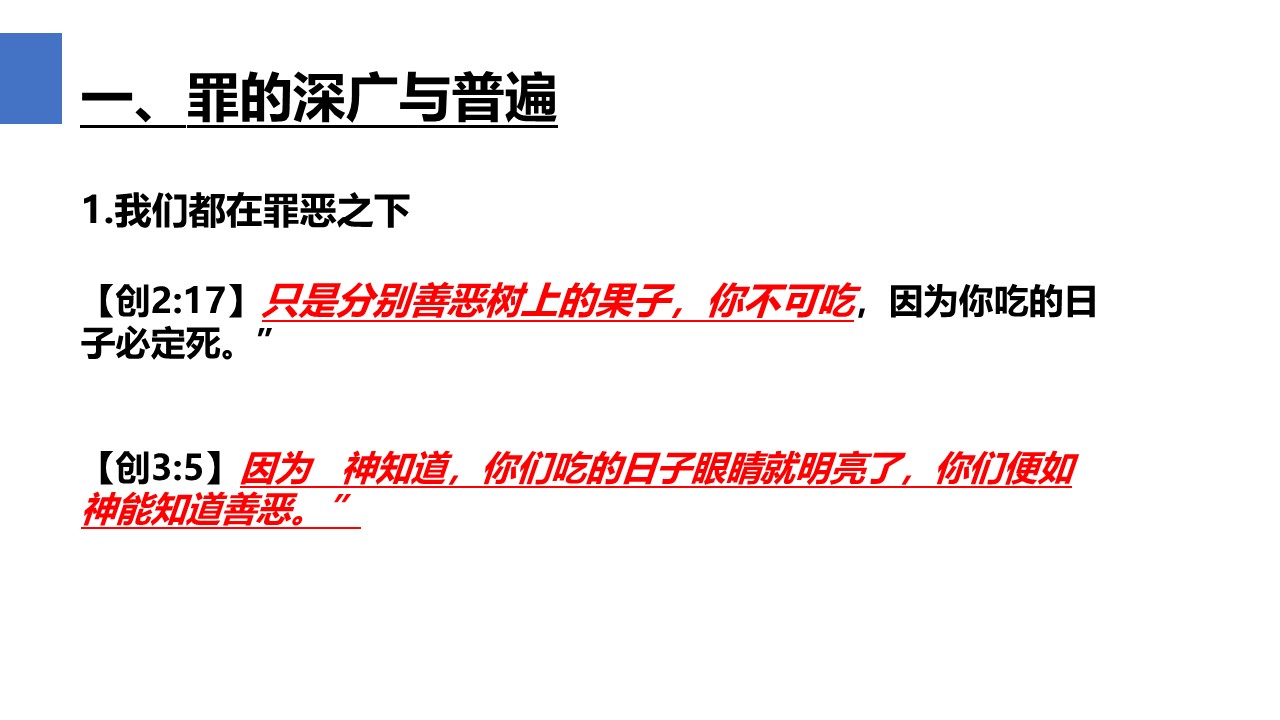 一、罪的深广与普遍
1.我们都在罪恶之下
【创2:17】只是分别善恶树上的果子，你不可吃，因为你吃的日
子必定死。”
【创3:5】因为　神知道，你们吃的日子眼睛就明亮了，你们便如
神能知道善恶。”